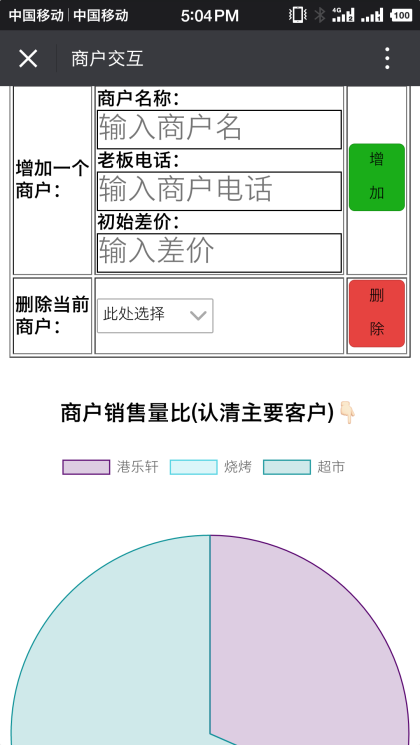 中国移动 中国移动 5:04PM 4G 2 100
商户交互
增加一个
商户：
商户名称：
输入商户名
老板电话：
输入商户电话
初始差价：
输入差价
增
加
删除当前
商户：
此处选择
删
除
商户销售量比(认清主要客户)👇🏻
港乐轩 烧烤 超市